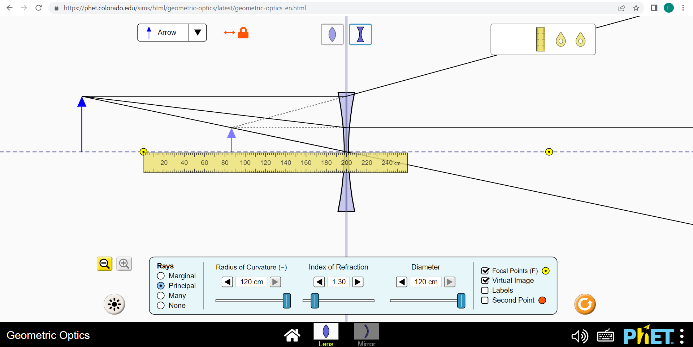 https://phet.colorado.edu/sims/html/geometric-optics/latest/geometric-optics_en.html
Arrow
20 40 60 80 100 120 140 160 180 200 220 240 cm
Rays
Marginal
Principal
Many
None
Radius of Curvature (−)
120 cm
Index of Refraction
1.30
Diameter
120 cm
Focal Points (F)
Virtual Image
Labels
Second Point
Geometric Optics
Lens
Mirror
PhET